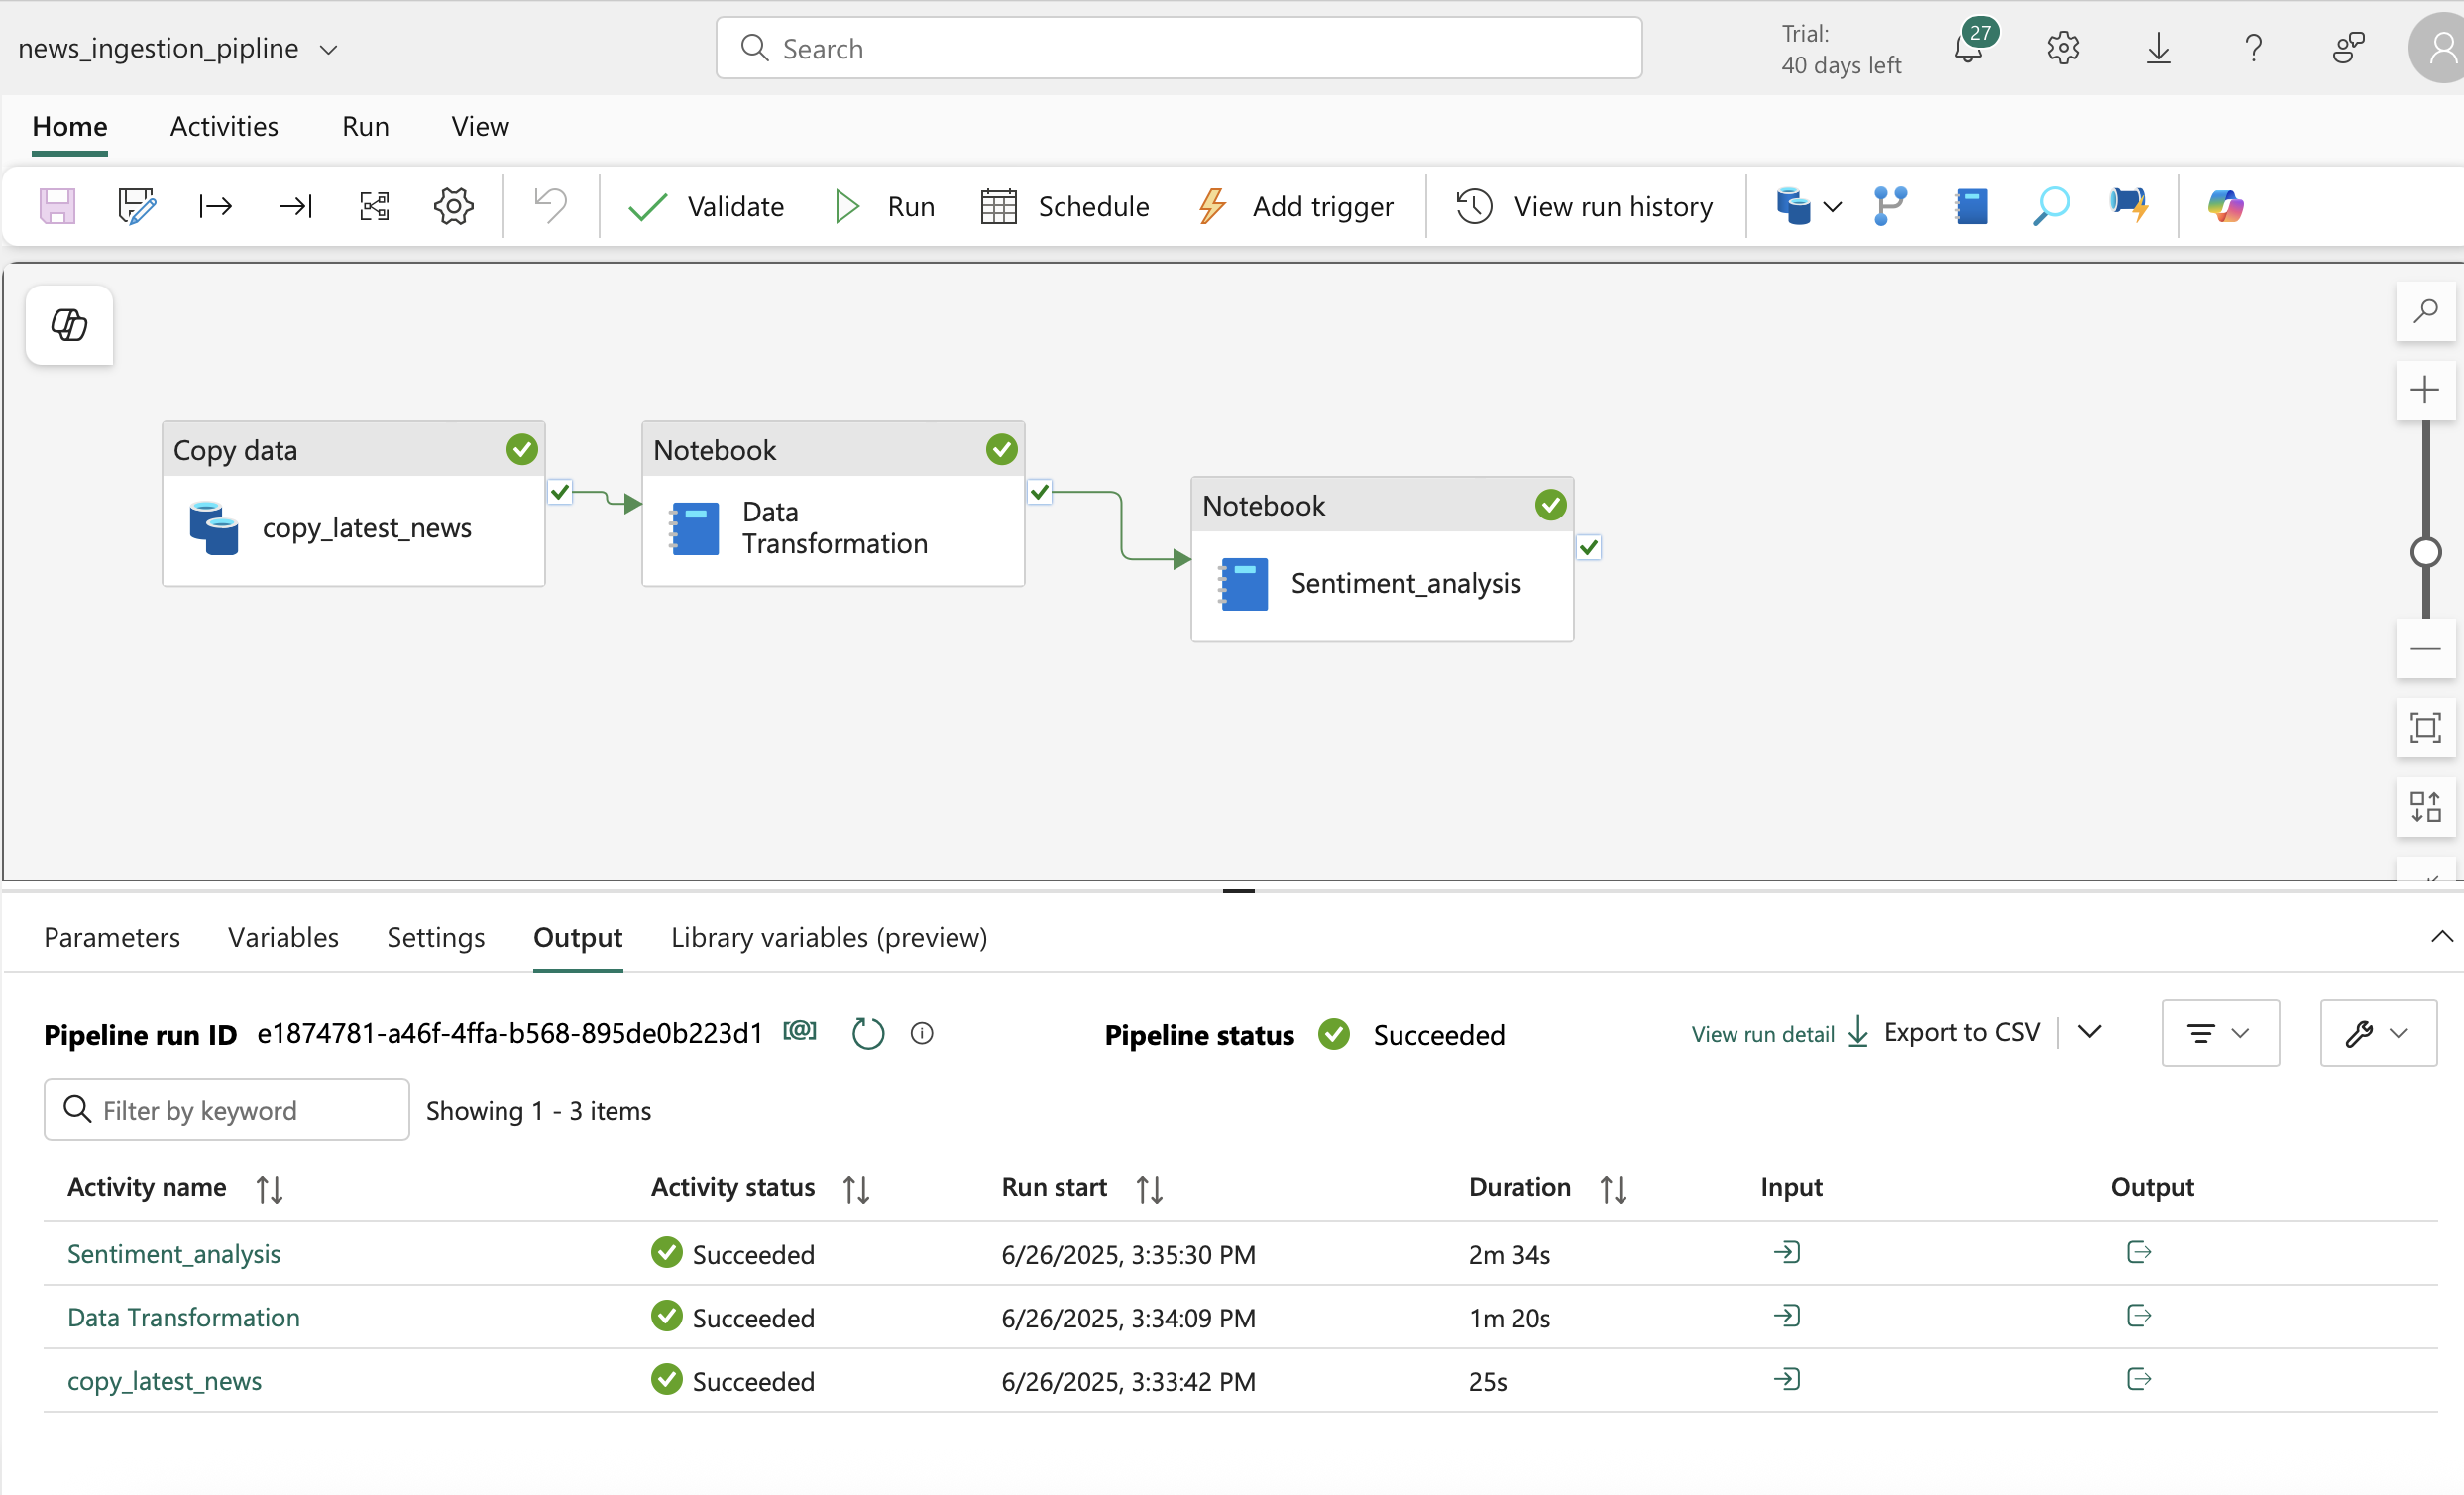 news_ingestion_pipline
Search
Trial:
40 days left
27
Home Activities Run View
Validate Run Schedule Add trigger View run history
Copy data
copy_latest_news
Notebook
Data
Transformation
Notebook
Sentiment_analysis
Parameters Variables Settings Output Library variables (preview)
Pipeline run ID e1874781-a46f-4ffa-b568-895de0b223d1 [@] Pipeline status Succeeded View run detail Export to CSV
Filter by keyword Showing 1 - 3 items
Activity name Activity status Run start Duration Input Output
Sentiment_analysis Succeeded 6/26/2025, 3:35:30 PM 2m 34s
Data Transformation Succeeded 6/26/2025, 3:34:09 PM 1m 20s
copy_latest_news Succeeded 6/26/2025, 3:33:42 PM 25s